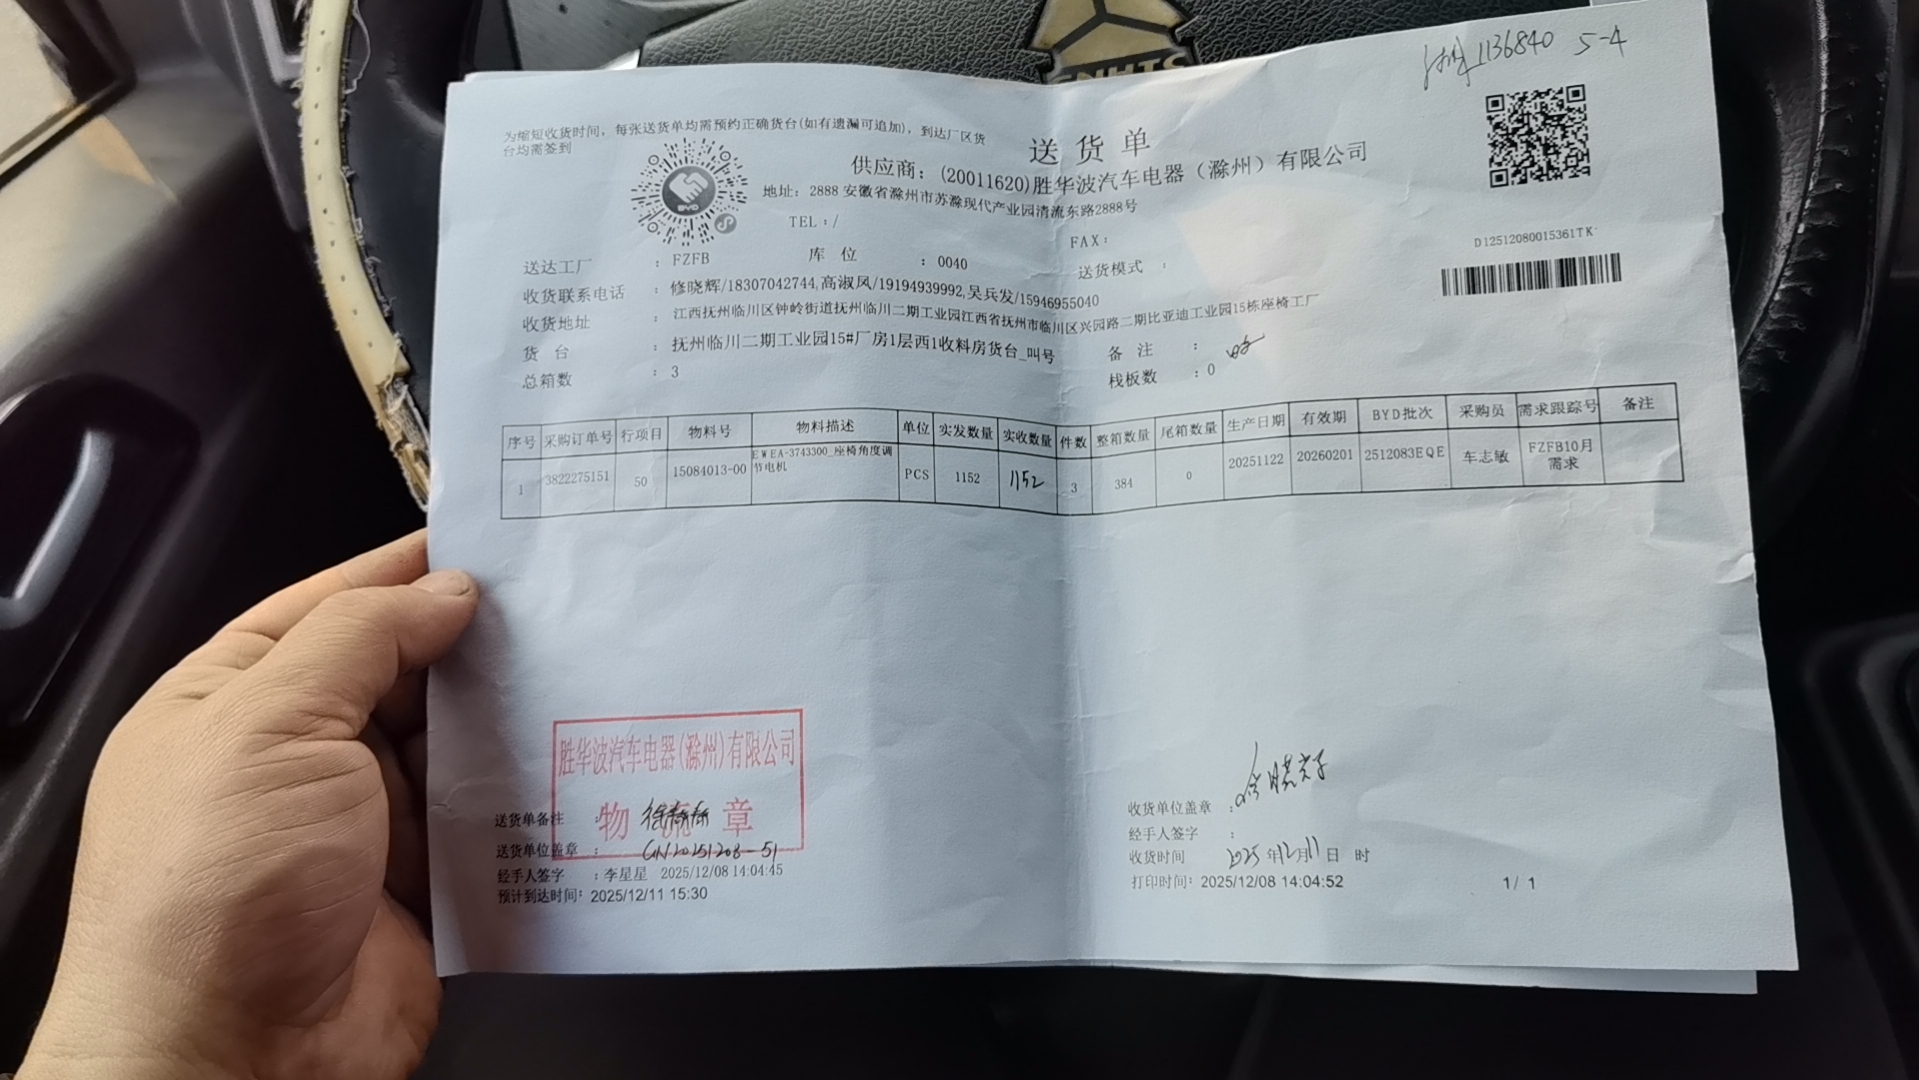 CNHTC
1136840 5-4
为缩短收货时间，每张送货单均需预约正确货台(如有遗漏可追加)，到达厂区货
台均需签到
送货单
供应商：(20011620)胜华波汽车电器（滁州）有限公司
地址：2888 安徽省滁州市苏滁现代产业园清流东路2888号
TEL：/
FAX：
BYD
D12512080015361TK
送达工厂 ：FZFB 库 位 ：0040 送货模式 ：
收货联系电话 ：修晓辉/18307042744,高淑凤/19194939992,吴兵发/15946955040
收货地址 ：江西抚州临川区钟岭街道抚州临川二期工业园江西省抚州市临川区兴园路二期比亚迪工业园15栋座椅工厂
货 台 ：抚州临川二期工业园15#厂房1层西1收料房货台_叫号 备 注 ：
总箱数 ：3 栈板数 ：0
序号 采购订单号 行项目 物料号 物料描述 单位 实发数量 实收数量 件数 整箱数量 尾箱数量 生产日期 有效期 BYD批次 采购员 需求跟踪号 备注
1 3822275151 50 15084013-00 EWEA-3743300_座椅角度调节电机 PCS 1152 1152 3 384 0 20251122 20260201 2512083EQE 车志敏 FZFB10月需求
胜华波汽车电器(滁州)有限公司
物流章
送货单备注 ：
送货单位盖章 ： GN20251208-51
经手人签字 ：李星星 2025/12/08 14:04:45
预计到达时间：2025/12/11 15:30
收货单位盖章 ：
经手人签字 ：
收货时间 2025年12月11日 时
打印时间：2025/12/08 14:04:52
1/ 1